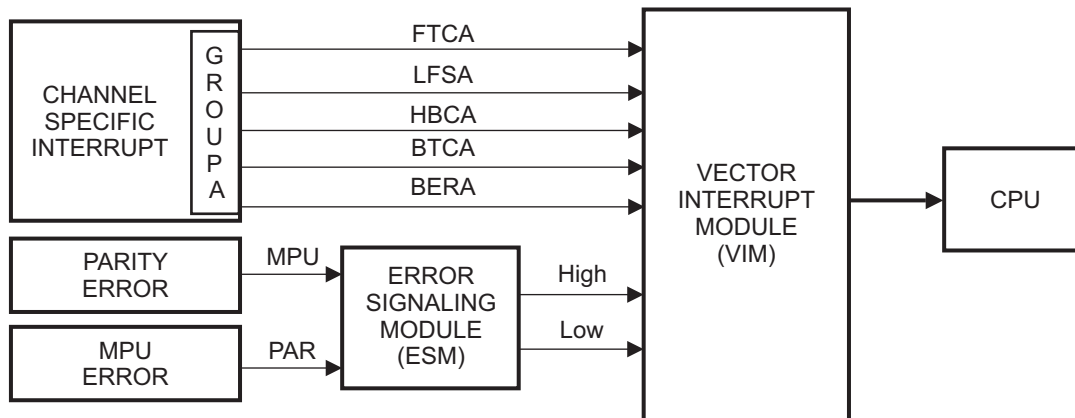 CHANNEL
SPECIFIC
INTERRUPT
G
R
O
U
P
A
FTCA
LFSA
HBCA
BTCA
BERA
PARITY
ERROR
MPU
MPU
ERROR
PAR
ERROR
SIGNALING
MODULE
(ESM)
High
Low
VECTOR
INTERRUPT
MODULE
(VIM)
CPU